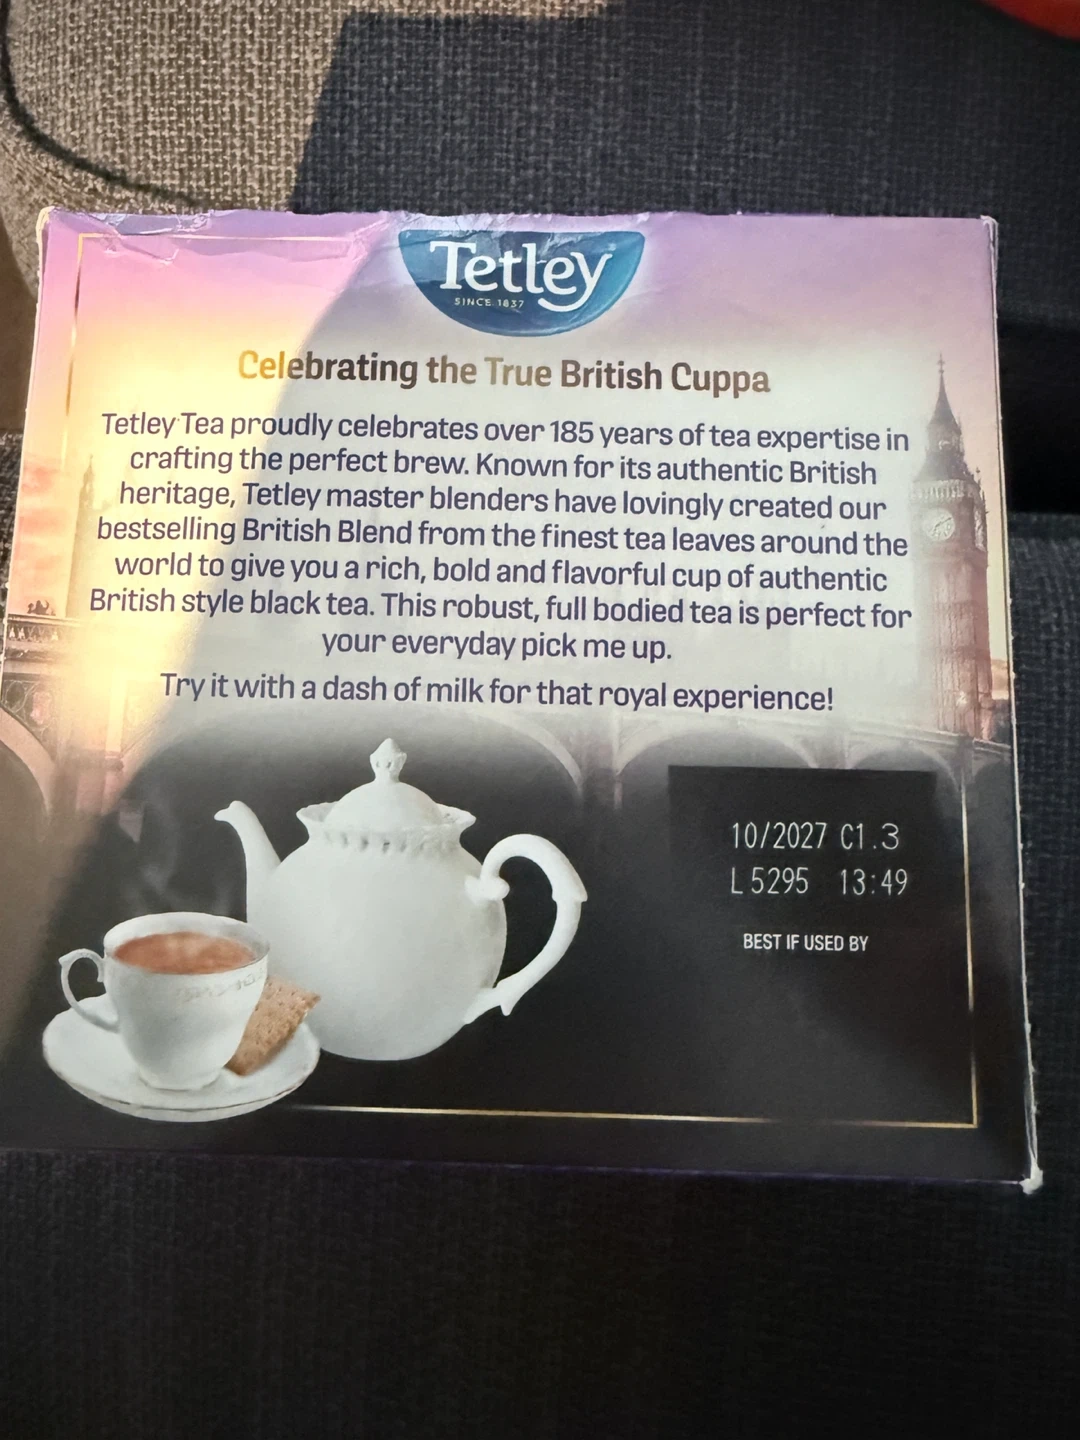 Tetley
SINCE 1837
Celebrating the True British Cuppa
Tetley Tea proudly celebrates over 185 years of tea expertise in
crafting the perfect brew. Known for its authentic British
heritage, Tetley master blenders have lovingly created our
bestselling British Blend from the finest tea leaves around the
world to give you a rich, bold and flavorful cup of authentic
British style black tea. This robust, full bodied tea is perfect for
your everyday pick me up.
Try it with a dash of milk for that royal experience!
10/2027 C1.3
L 5295 13:49
BEST IF USED BY